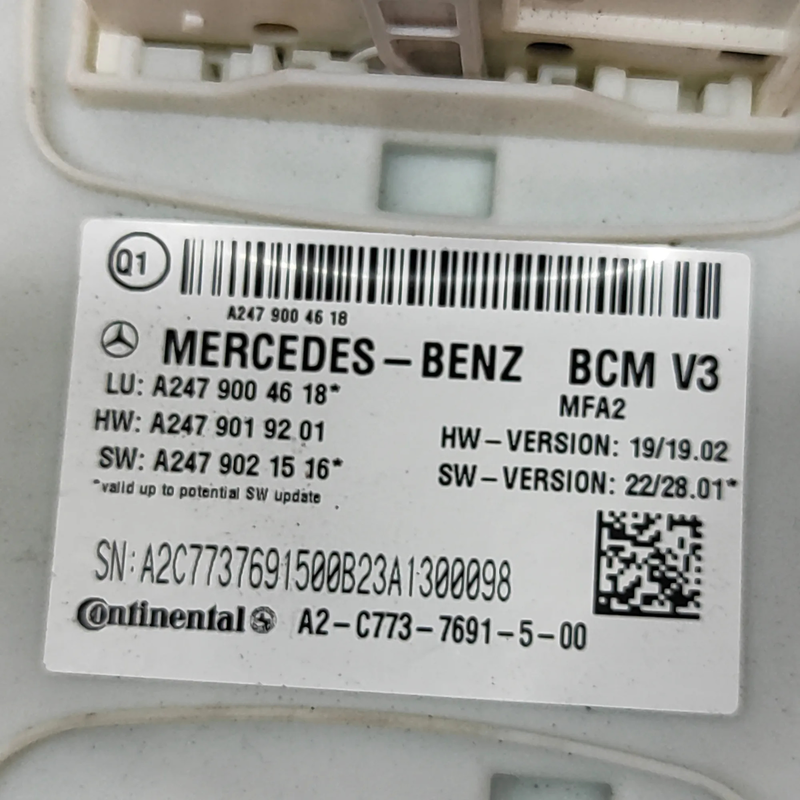 Q1
A247 900 46 18
MERCEDES-BENZ BCM V3
LU: A247 900 46 18* MFA2
HW: A247 901 92 01 HW-VERSION: 19/19.02
SW: A247 902 15 16* SW-VERSION: 22/28.01*
*valid up to potential SW update
SN: A2C7737691500B23A1300098
Continental A2-C773-7691-5-00